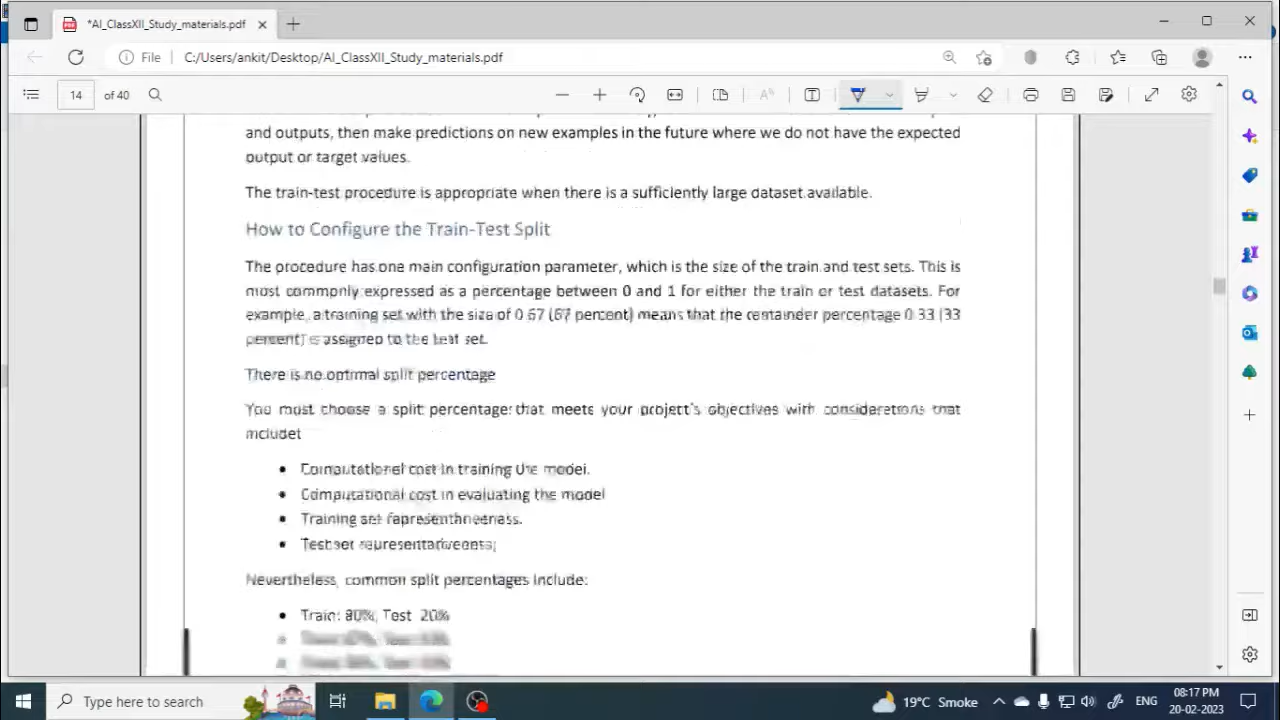 *AI_ClassXII_Study_materials.pdf
File C:/Users/ankit/Desktop/AI_ClassXII_Study_materials.pdf
14 of 40
and outputs, then make predictions on new examples in the future where we do not have the expected
output or target values.
The train-test procedure is appropriate when there is a sufficiently large dataset available.
How to Configure the Train-Test Split
The procedure has one main configuration parameter, which is the size of the train and test sets. This is
most commonly expressed as a percentage between 0 and 1 for either the train or test datasets. For
example, a training set with the size of 0.67 (67 percent) means that the remainder percentage 0.33 (33
percent) is assigned to the test set.
There is no optimal split percentage
You must choose a split percentage that meets your project's objectives with considerations that
include:
• Computational cost in training the model.
• Computational cost in evaluating the model
• Training set representativeness.
• Test set representativeness.
Nevertheless, common split percentages include:
• Train: 80%, Test 20%
Type here to search
19°C Smoke
ENG
08:17 PM
20-02-2023